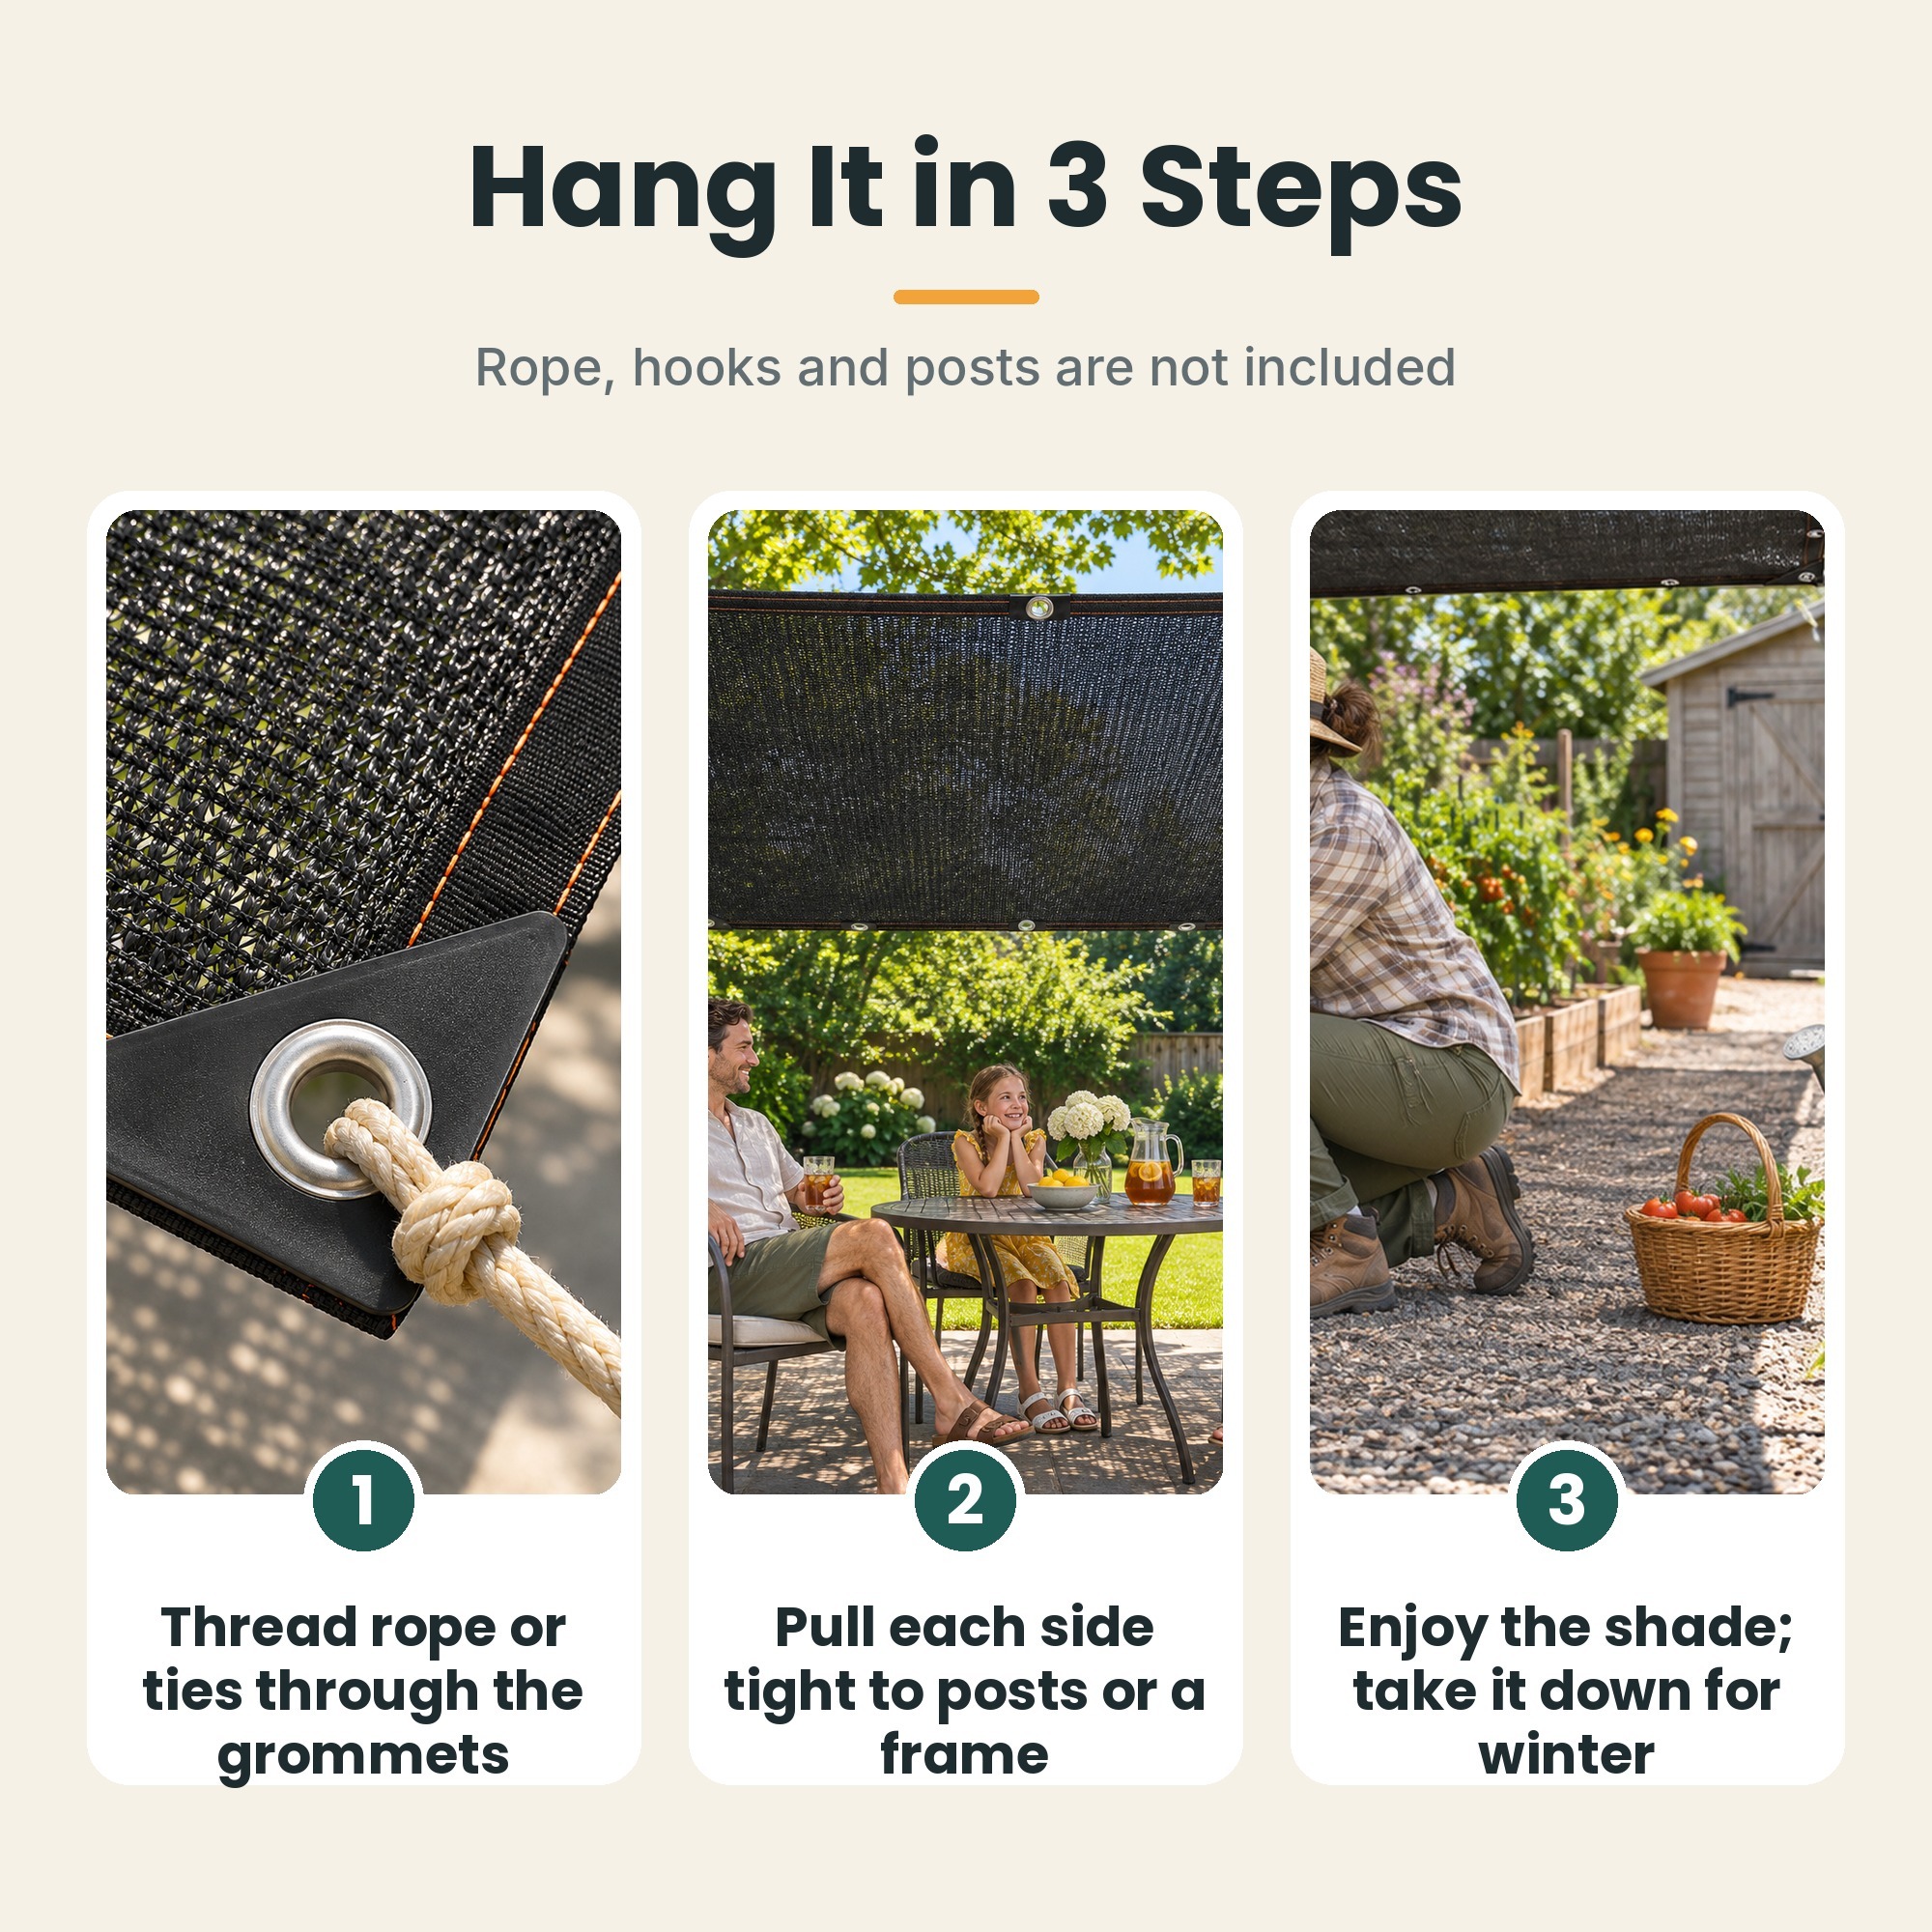 Hang It in 3 Steps
Rope, hooks and posts are not included
1
Thread rope or
ties through the
grommets
2
Pull each side
tight to posts or a
frame
3
Enjoy the shade;
take it down for
winter